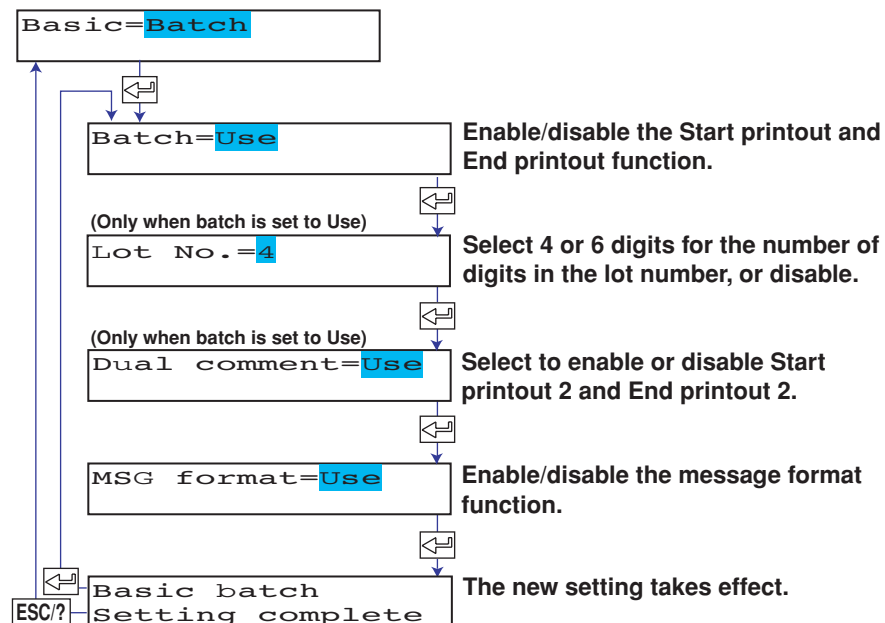 Basic=Batch
Batch=Use
Enable/disable the Start printout and
End printout function.
(Only when batch is set to Use)
Lot No.=4
Select 4 or 6 digits for the number of
digits in the lot number, or disable.
(Only when batch is set to Use)
Dual comment=Use
Select to enable or disable Start
printout 2 and End printout 2.
MSG format=Use
Enable/disable the message format
function.
Basic batch
Setting complete
The new setting takes effect.
ESC/?